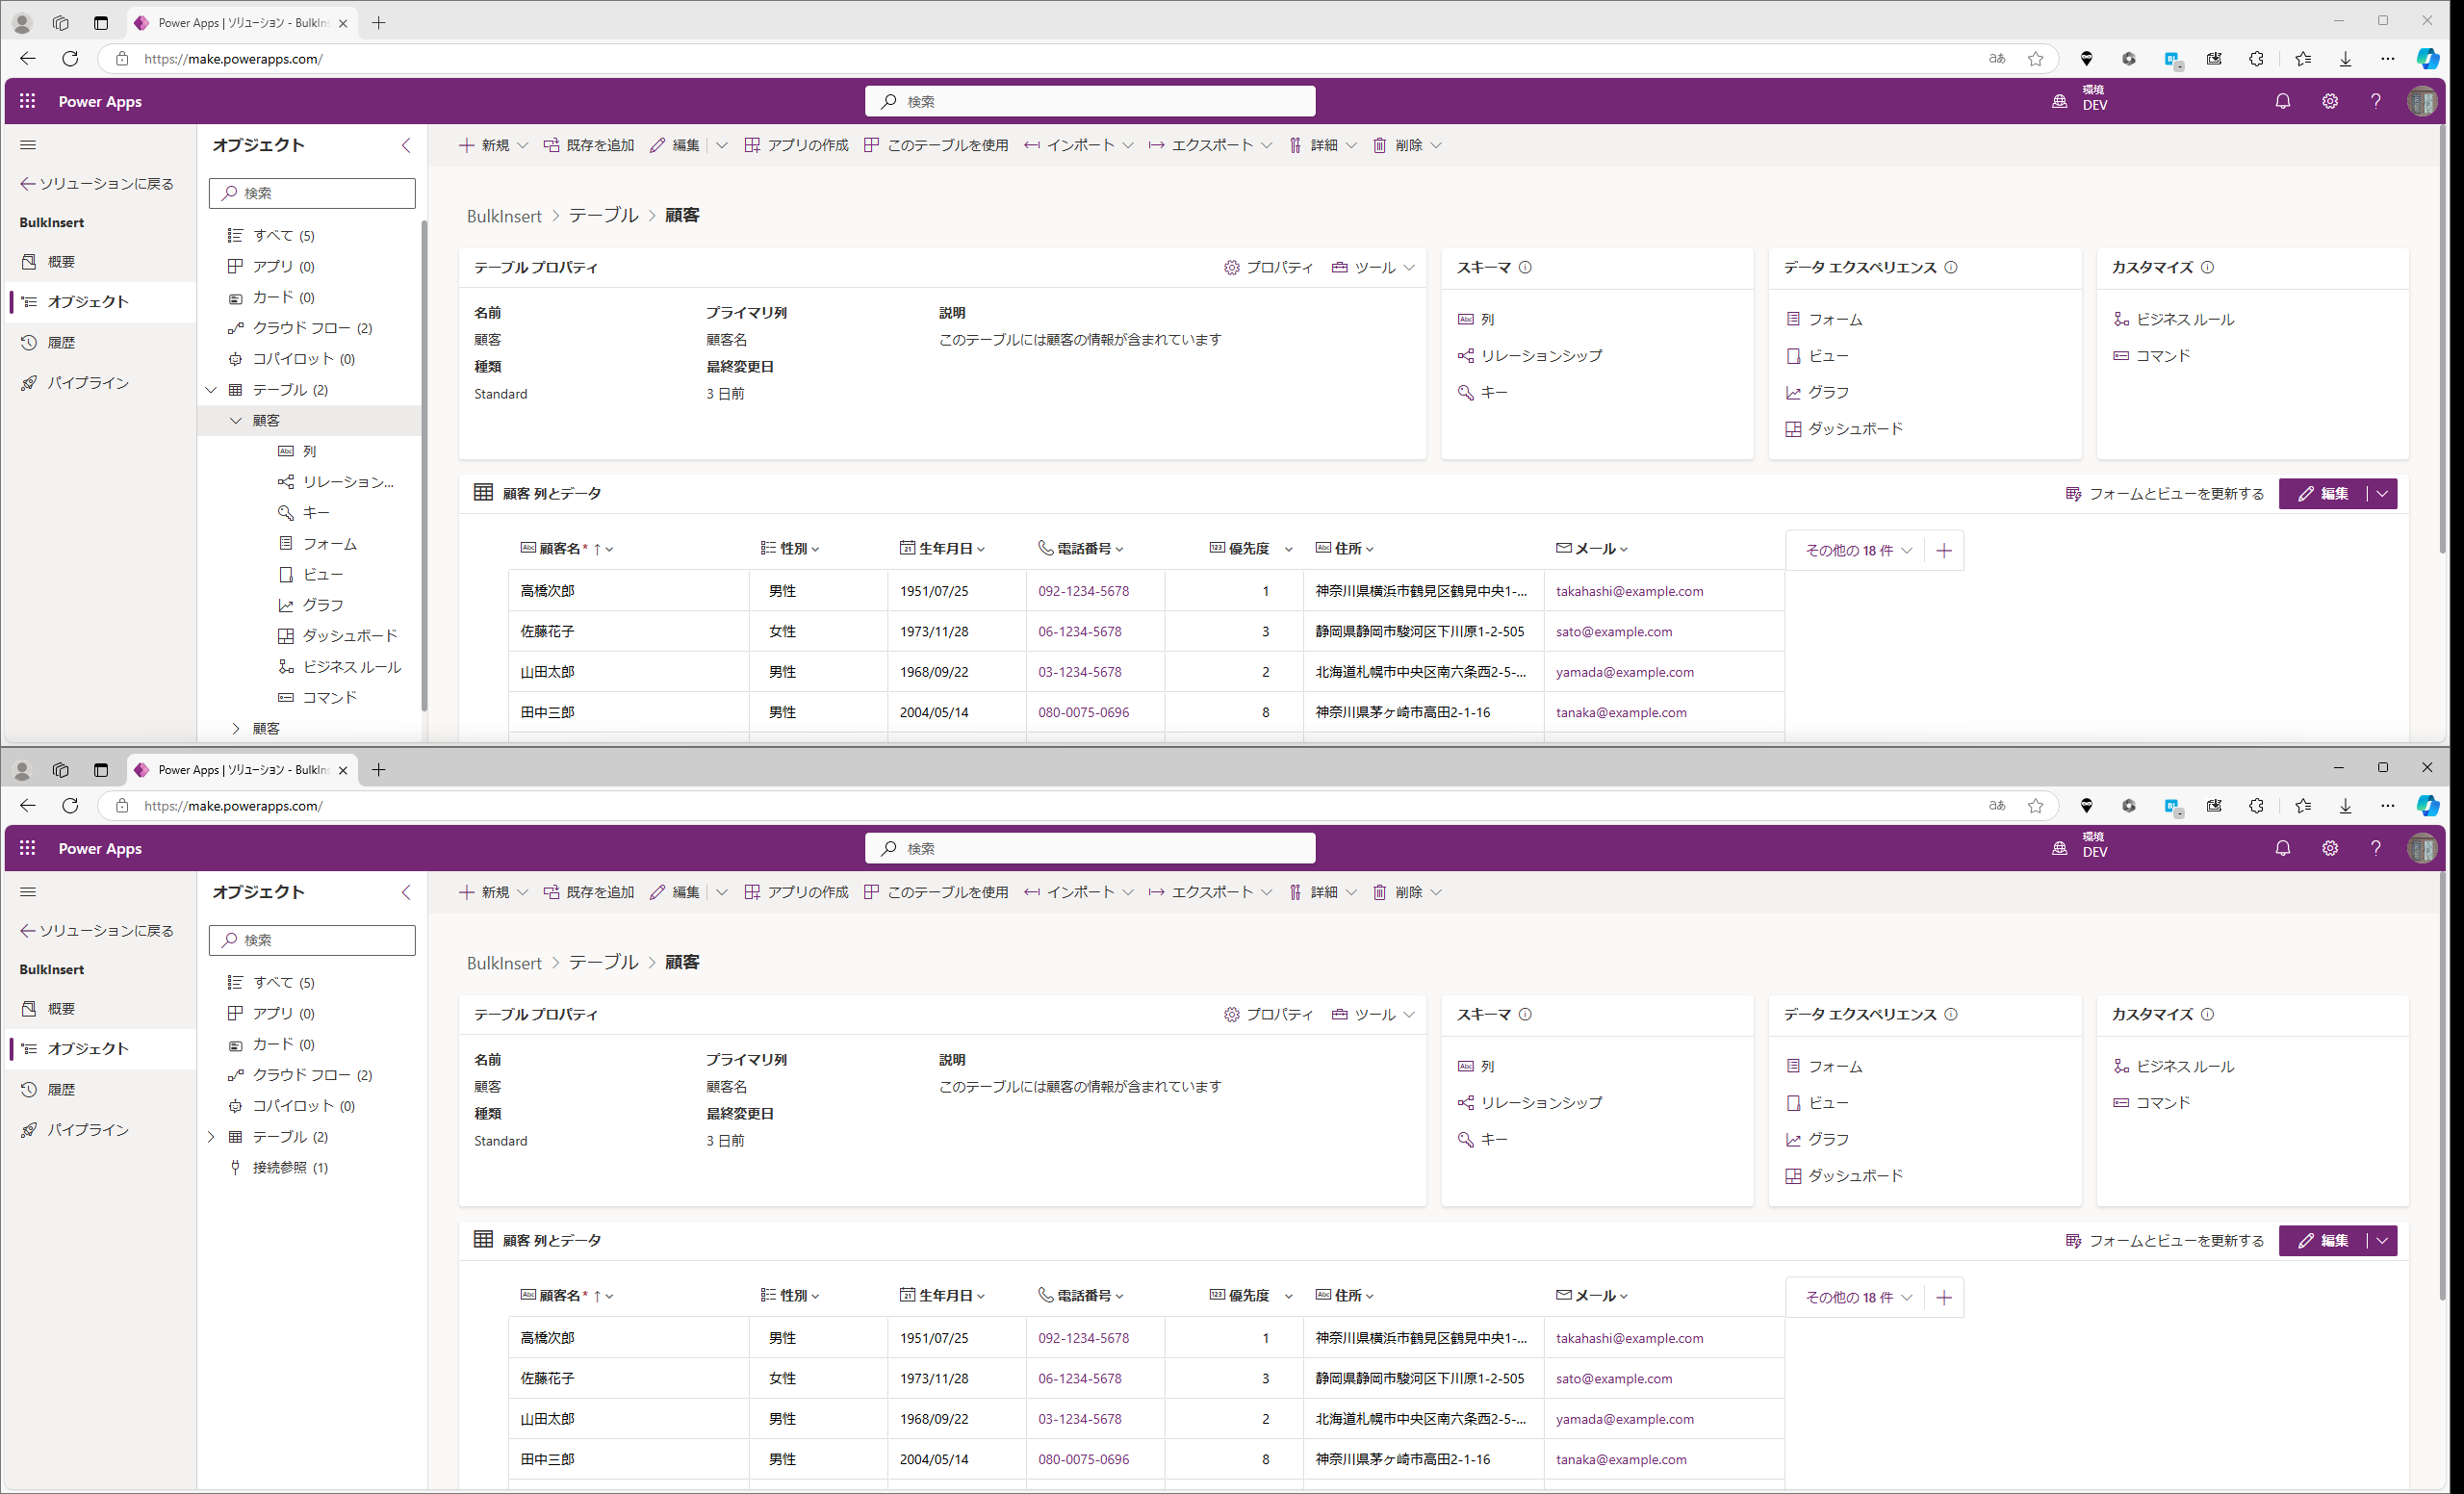 Power Apps | ソリューション - BulkIns
https://make.powerapps.com/
Power Apps
検索
環境
DEV
オブジェクト
新規 既存を追加 編集 アプリの作成 このテーブルを使用 インポート エクスポート 詳細 削除
ソリューションに戻る
検索
BulkInsert
概要
オブジェクト
履歴
パイプライン
すべて (5)
アプリ (0)
カード (0)
クラウド フロー (2)
コパイロット (0)
テーブル (2)
顧客
列
リレーション...
キー
フォーム
ビュー
グラフ
ダッシュボード
ビジネス ルール
コマンド
顧客
BulkInsert > テーブル > 顧客
テーブル プロパティ プロパティ ツール
名前 プライマリ列 説明
顧客 顧客名 このテーブルには顧客の情報が含まれています
種類 最終変更日
Standard 3 日前
スキーマ
列
リレーションシップ
キー
データ エクスペリエンス
フォーム
ビュー
グラフ
ダッシュボード
カスタマイズ
ビジネス ルール
コマンド
顧客 列とデータ フォームとビューを更新する 編集
顧客名 * ↑ 性別 生年月日 電話番号 優先度 住所 メール その他の 18 件
高橋次郎 男性 1951/07/25 092-1234-5678 1 神奈川県横浜市鶴見区鶴見中央1-... takahashi@example.com
佐藤花子 女性 1973/11/28 06-1234-5678 3 静岡県静岡市駿河区下川原1-2-505 sato@example.com
山田太郎 男性 1968/09/22 03-1234-5678 2 北海道札幌市中央区南六条西2-5-... yamada@example.com
田中三郎 男性 2004/05/14 080-0075-0696 8 神奈川県茅ヶ崎市高田2-1-16 tanaka@example.com
Power Apps | ソリューション - BulkIns
https://make.powerapps.com/
Power Apps
検索
環境
DEV
オブジェクト
新規 既存を追加 編集 アプリの作成 このテーブルを使用 インポート エクスポート 詳細 削除
ソリューションに戻る
検索
BulkInsert
概要
オブジェクト
履歴
パイプライン
すべて (5)
アプリ (0)
カード (0)
クラウド フロー (2)
コパイロット (0)
テーブル (2)
接続参照 (1)
BulkInsert > テーブル > 顧客
テーブル プロパティ プロパティ ツール
名前 プライマリ列 説明
顧客 顧客名 このテーブルには顧客の情報が含まれています
種類 最終変更日
Standard 3 日前
スキーマ
列
リレーションシップ
キー
データ エクスペリエンス
フォーム
ビュー
グラフ
ダッシュボード
カスタマイズ
ビジネス ルール
コマンド
顧客 列とデータ フォームとビューを更新する 編集
顧客名 * ↑ 性別 生年月日 電話番号 優先度 住所 メール その他の 18 件
高橋次郎 男性 1951/07/25 092-1234-5678 1 神奈川県横浜市鶴見区鶴見中央1-... takahashi@example.com
佐藤花子 女性 1973/11/28 06-1234-5678 3 静岡県静岡市駿河区下川原1-2-505 sato@example.com
山田太郎 男性 1968/09/22 03-1234-5678 2 北海道札幌市中央区南六条西2-5-... yamada@example.com
田中三郎 男性 2004/05/14 080-0075-0696 8 神奈川県茅ヶ崎市高田2-1-16 tanaka@example.com